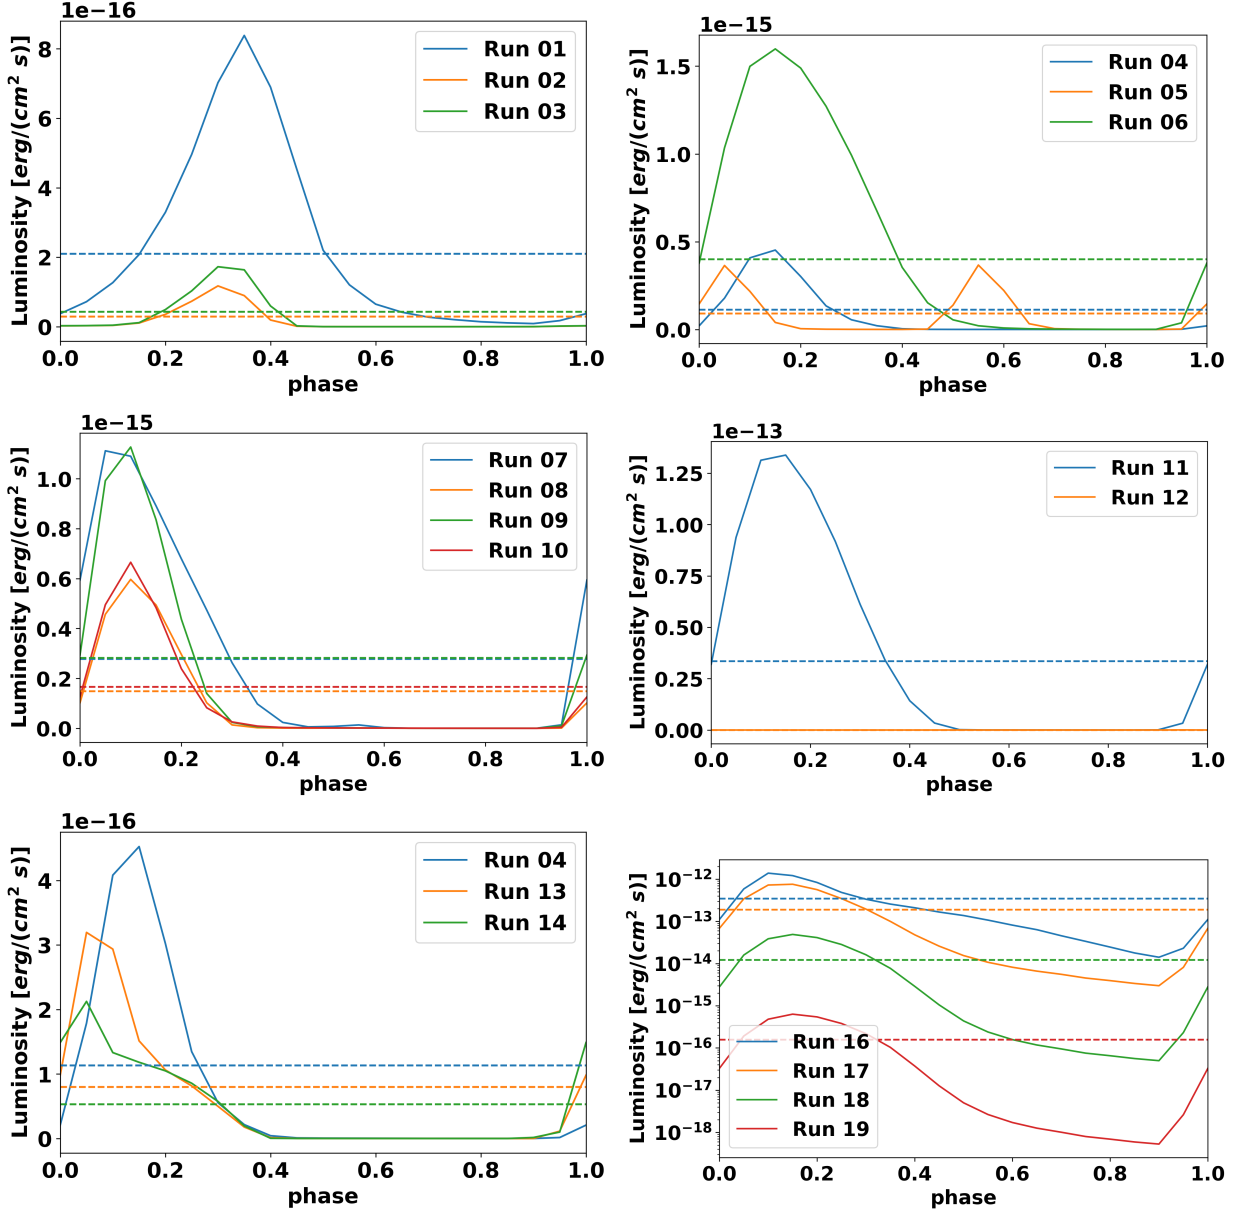 1e−16
Luminosity [erg/(cm² s)]
8
6
4
2
0
Run 01
Run 02
Run 03
0.0 0.2 0.4 0.6 0.8 1.0
phase
1e−15
Luminosity [erg/(cm² s)]
1.5
1.0
0.5
0.0
Run 04
Run 05
Run 06
0.0 0.2 0.4 0.6 0.8 1.0
phase
1e−15
Luminosity [erg/(cm² s)]
1.0
0.8
0.6
0.4
0.2
0.0
Run 07
Run 08
Run 09
Run 10
0.0 0.2 0.4 0.6 0.8 1.0
phase
1e−13
Luminosity [erg/(cm² s)]
1.25
1.00
0.75
0.50
0.25
0.00
Run 11
Run 12
0.0 0.2 0.4 0.6 0.8 1.0
phase
1e−16
Luminosity [erg/(cm² s)]
4
3
2
1
0
Run 04
Run 13
Run 14
0.0 0.2 0.4 0.6 0.8 1.0
phase
Luminosity [erg/(cm² s)]
10⁻¹²
10⁻¹³
10⁻¹⁴
10⁻¹⁵
10⁻¹⁶
10⁻¹⁷
10⁻¹⁸
Run 16
Run 17
Run 18
Run 19
0.0 0.2 0.4 0.6 0.8 1.0
phase